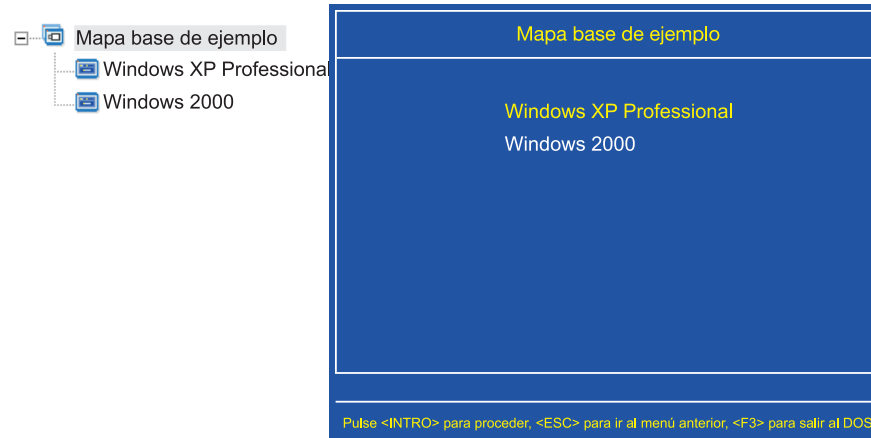 Mapa base de ejemplo
Windows XP Professional
Windows 2000
Mapa base de ejemplo
Windows XP Professional
Windows 2000
Pulse <INTRO> para proceder, <ESC> para ir al menú anterior, <F3> para salir al DOS